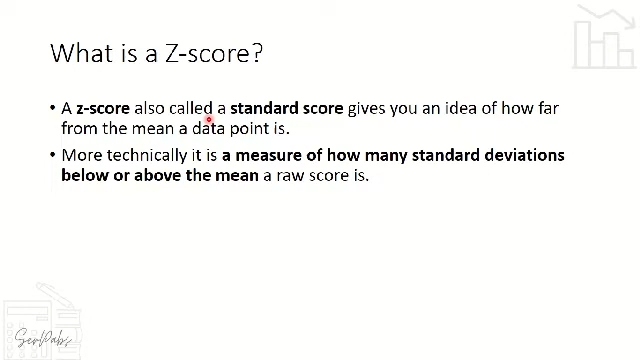 What is a Z-score?
• A z-score also called a standard score gives you an idea of how far
from the mean a data point is.
• More technically it is a measure of how many standard deviations
below or above the mean a raw score is.
SerPabs